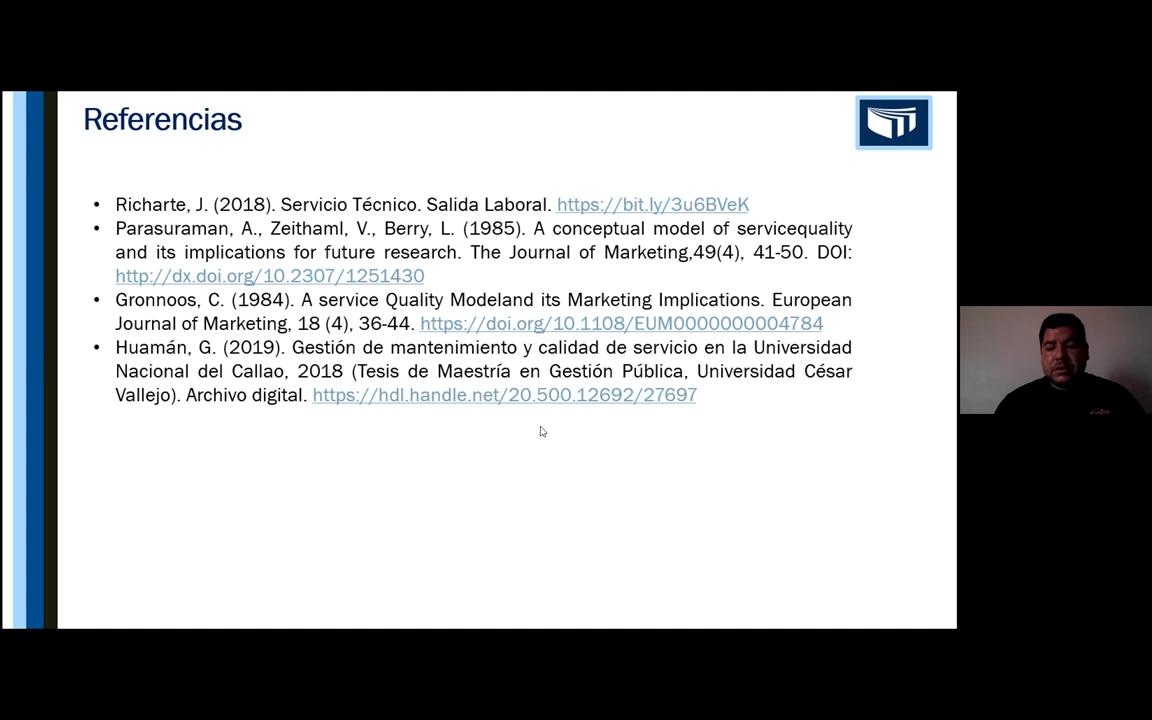 Referencias
• Richarte, J. (2018). Servicio Técnico. Salida Laboral. https://bit.ly/3u6BVeK
• Parasuraman, A., Zeithaml, V., Berry, L. (1985). A conceptual model of servicequality
and its implications for future research. The Journal of Marketing,49(4), 41-50. DOI:
http://dx.doi.org/10.2307/1251430
• Gronnoos, C. (1984). A service Quality Modeland its Marketing Implications. European
Journal of Marketing, 18 (4), 36-44. https://doi.org/10.1108/EUM0000000004784
• Huamán, G. (2019). Gestión de mantenimiento y calidad de servicio en la Universidad
Nacional del Callao, 2018 (Tesis de Maestría en Gestión Pública, Universidad César
Vallejo). Archivo digital. https://hdl.handle.net/20.500.12692/27697